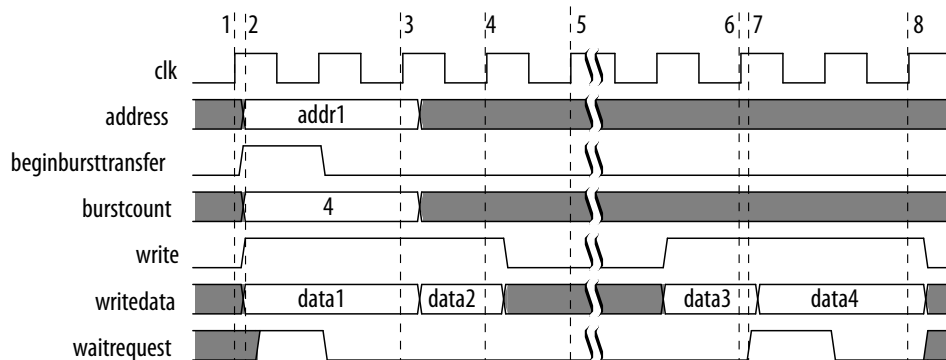 1 2 3 4 5 6 7 8
clk
address addr1
beginbursttransfer
burstcount 4
write
writedata data1 data2 data3 data4
waitrequest